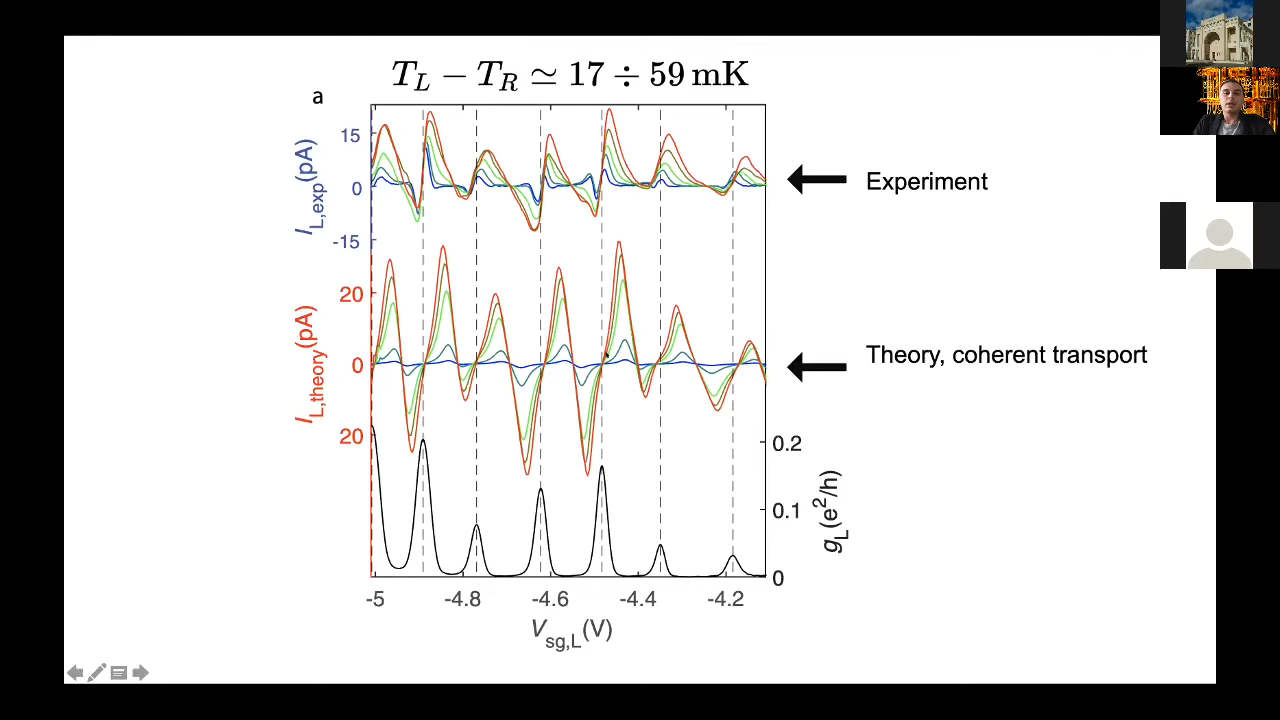 T_L − T_R ≃ 17 ÷ 59 mK
a
I_L,exp(pA)
15
0
-15
Experiment
I_L,theory(pA)
20
0
20
Theory, coherent transport
0.2
0.1
0
g_L(e²/h)
-5 -4.8 -4.6 -4.4 -4.2
V_sg,L(V)